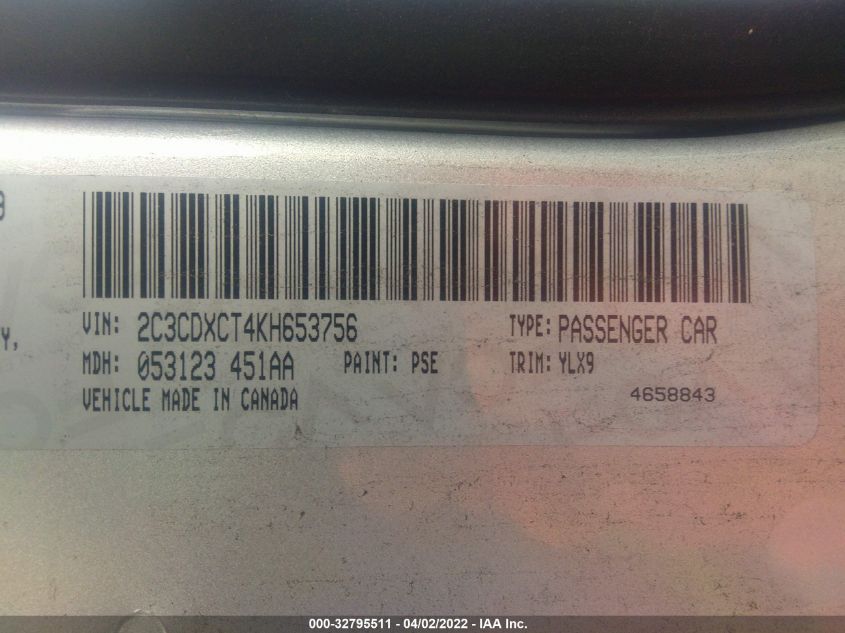 VIN: 2C3CDXCT4KH653756 TYPE: PASSENGER CAR
MDH: 053123 451AA PAINT: PSE TRIM: YLX9
VEHICLE MADE IN CANADA 4658843
Y,
000-32795511 - 04/02/2022 - IAA Inc.